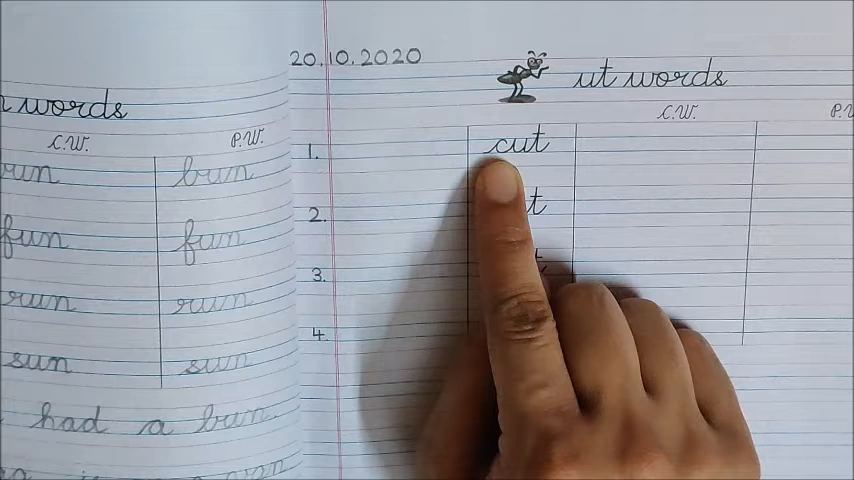 words
C.W. P.W.
run bun
fun fun
run run
sun sun
had a bun.
20.10.2020
ut words
C.W.
1. cut
2.
3.
4.